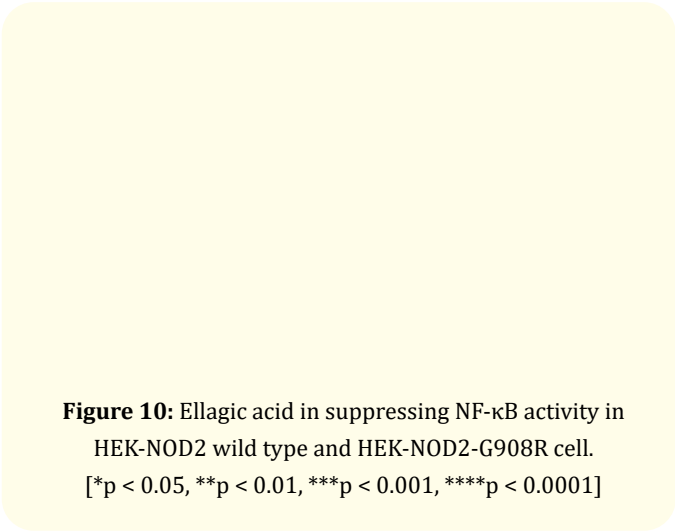 Figure 10: Ellagic acid in suppressing NF-κB activity in
HEK-NOD2 wild type and HEK-NOD2-G908R cell.
[*p < 0.05, **p < 0.01, ***p < 0.001, ****p < 0.0001]